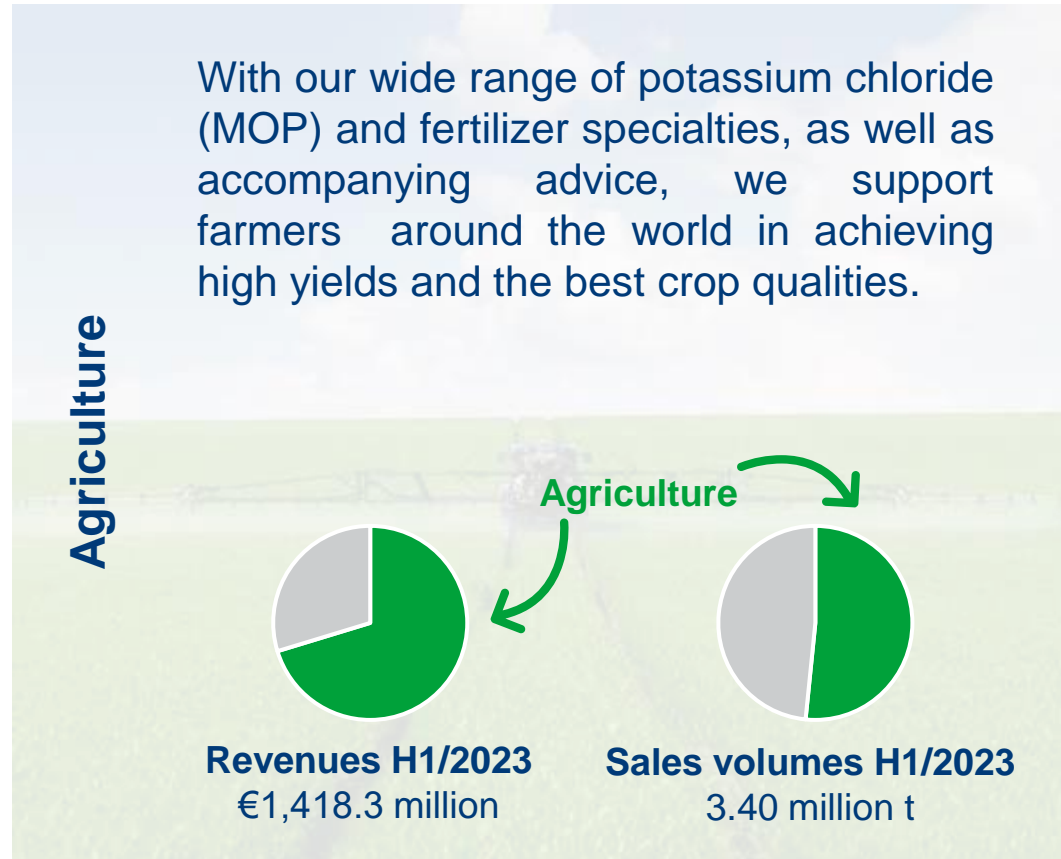 With our wide range of potassium chloride
(MOP) and fertilizer specialties, as well as
accompanying advice, we support
farmers around the world in achieving
high yields and the best crop qualities.
Agriculture
Agriculture
Revenues H1/2023
€1,418.3 million
Sales volumes H1/2023
3.40 million t